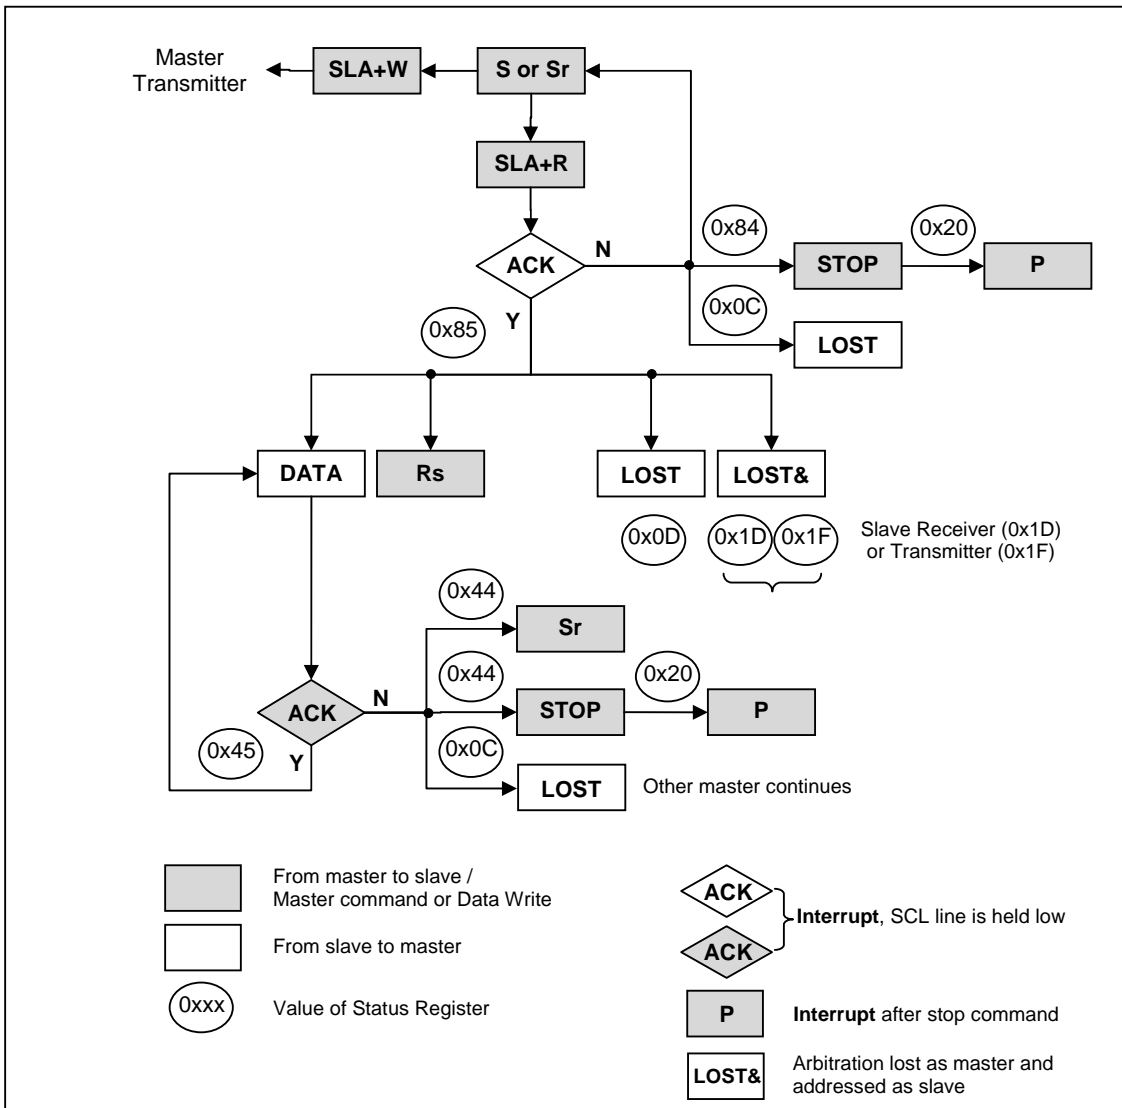 Master
Transmitter
SLA+W
S or Sr
SLA+R
ACK
N
0x84
STOP
0x20
P
0x0C
LOST
Y
0x85
DATA
Rs
LOST
LOST&
0x0D
0x1D
0x1F
Slave Receiver (0x1D)
or Transmitter (0x1F)
0x44
Sr
ACK
N
0x44
STOP
0x20
P
0x45
Y
0x0C
LOST
Other master continues
From master to slave /
Master command or Data Write
From slave to master
0xxx
Value of Status Register
ACK
ACK
Interrupt, SCL line is held low
P
Interrupt after stop command
LOST&
Arbitration lost as master and
addressed as slave